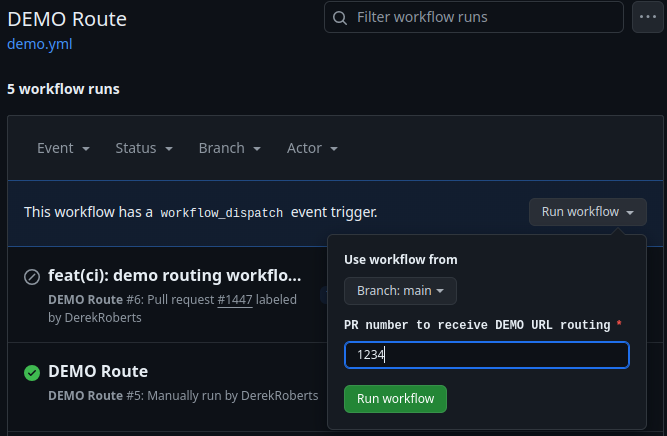 DEMO Route
Filter workflow runs
demo.yml
5 workflow runs
Event
Status
Branch
Actor
This workflow has a workflow_dispatch event trigger.
Run workflow
Use workflow from
Branch: main
PR number to receive DEMO URL routing *
1234
Run workflow
feat(ci): demo routing workflo...
DEMO Route #6: Pull request #1447 labeled
by DerekRoberts
DEMO Route
DEMO Route #5: Manually run by DerekRoberts